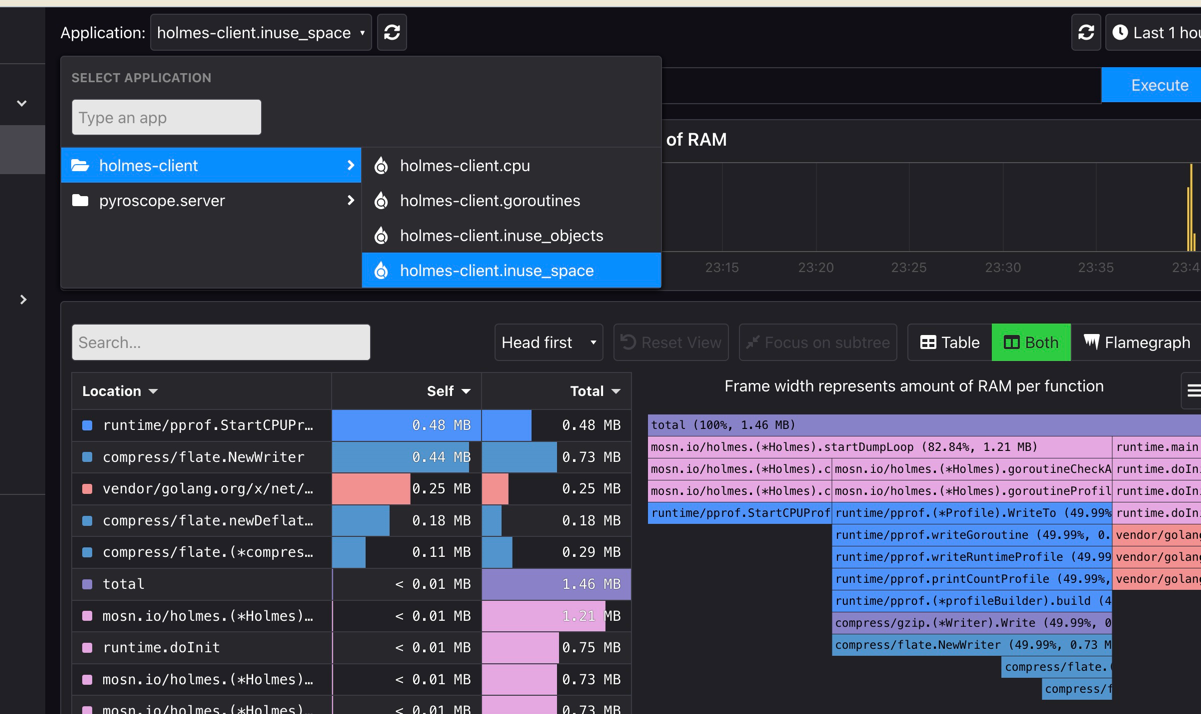 Application: holmes-client.inuse_space
Last 1 hou
SELECT APPLICATION
Type an app
Execute
holmes-client
pyroscope.server
holmes-client.cpu
holmes-client.goroutines
holmes-client.inuse_objects
holmes-client.inuse_space
of RAM
23:15 23:20 23:25 23:30 23:35 23:4
Search...
Head first
Reset View
Focus on subtree
Table
Both
Flamegraph
Location Self Total
runtime/pprof.StartCPUPr… 0.48 MB 0.48 MB
compress/flate.NewWriter 0.44 MB 0.73 MB
vendor/golang.org/x/net/… 0.25 MB 0.25 MB
compress/flate.newDeflat… 0.18 MB 0.18 MB
compress/flate.(*compres… 0.11 MB 0.29 MB
total < 0.01 MB 1.46 MB
mosn.io/holmes.(*Holmes)… < 0.01 MB 1.21 MB
runtime.doInit < 0.01 MB 0.75 MB
mosn.io/holmes.(*Holmes)… < 0.01 MB 0.73 MB
mosn.io/holmes.(*Holmes)… < 0.01 MB 0.73 MB
Frame width represents amount of RAM per function
total (100%, 1.46 MB)
mosn.io/holmes.(*Holmes).startDumpLoop (82.84%, 1.21 MB) runtime.main
mosn.io/holmes.(*Holmes).c mosn.io/holmes.(*Holmes).goroutineCheckA runtime.doIn
mosn.io/holmes.(*Holmes).c mosn.io/holmes.(*Holmes).goroutineProfil runtime.doIn
runtime/pprof.StartCPUProf runtime/pprof.(*Profile).WriteTo (49.99% runtime.doIn
runtime/pprof.writeGoroutine (49.99%, 0. vendor/golang
runtime/pprof.writeRuntimeProfile (49.99 vendor/golang
runtime/pprof.printCountProfile (49.99%, vendor/golang
runtime/pprof.(*profileBuilder).build (4
compress/gzip.(*Writer).Write (49.99%, 0
compress/flate.NewWriter (49.99%, 0.73 M
compress/flate.(
compress/f